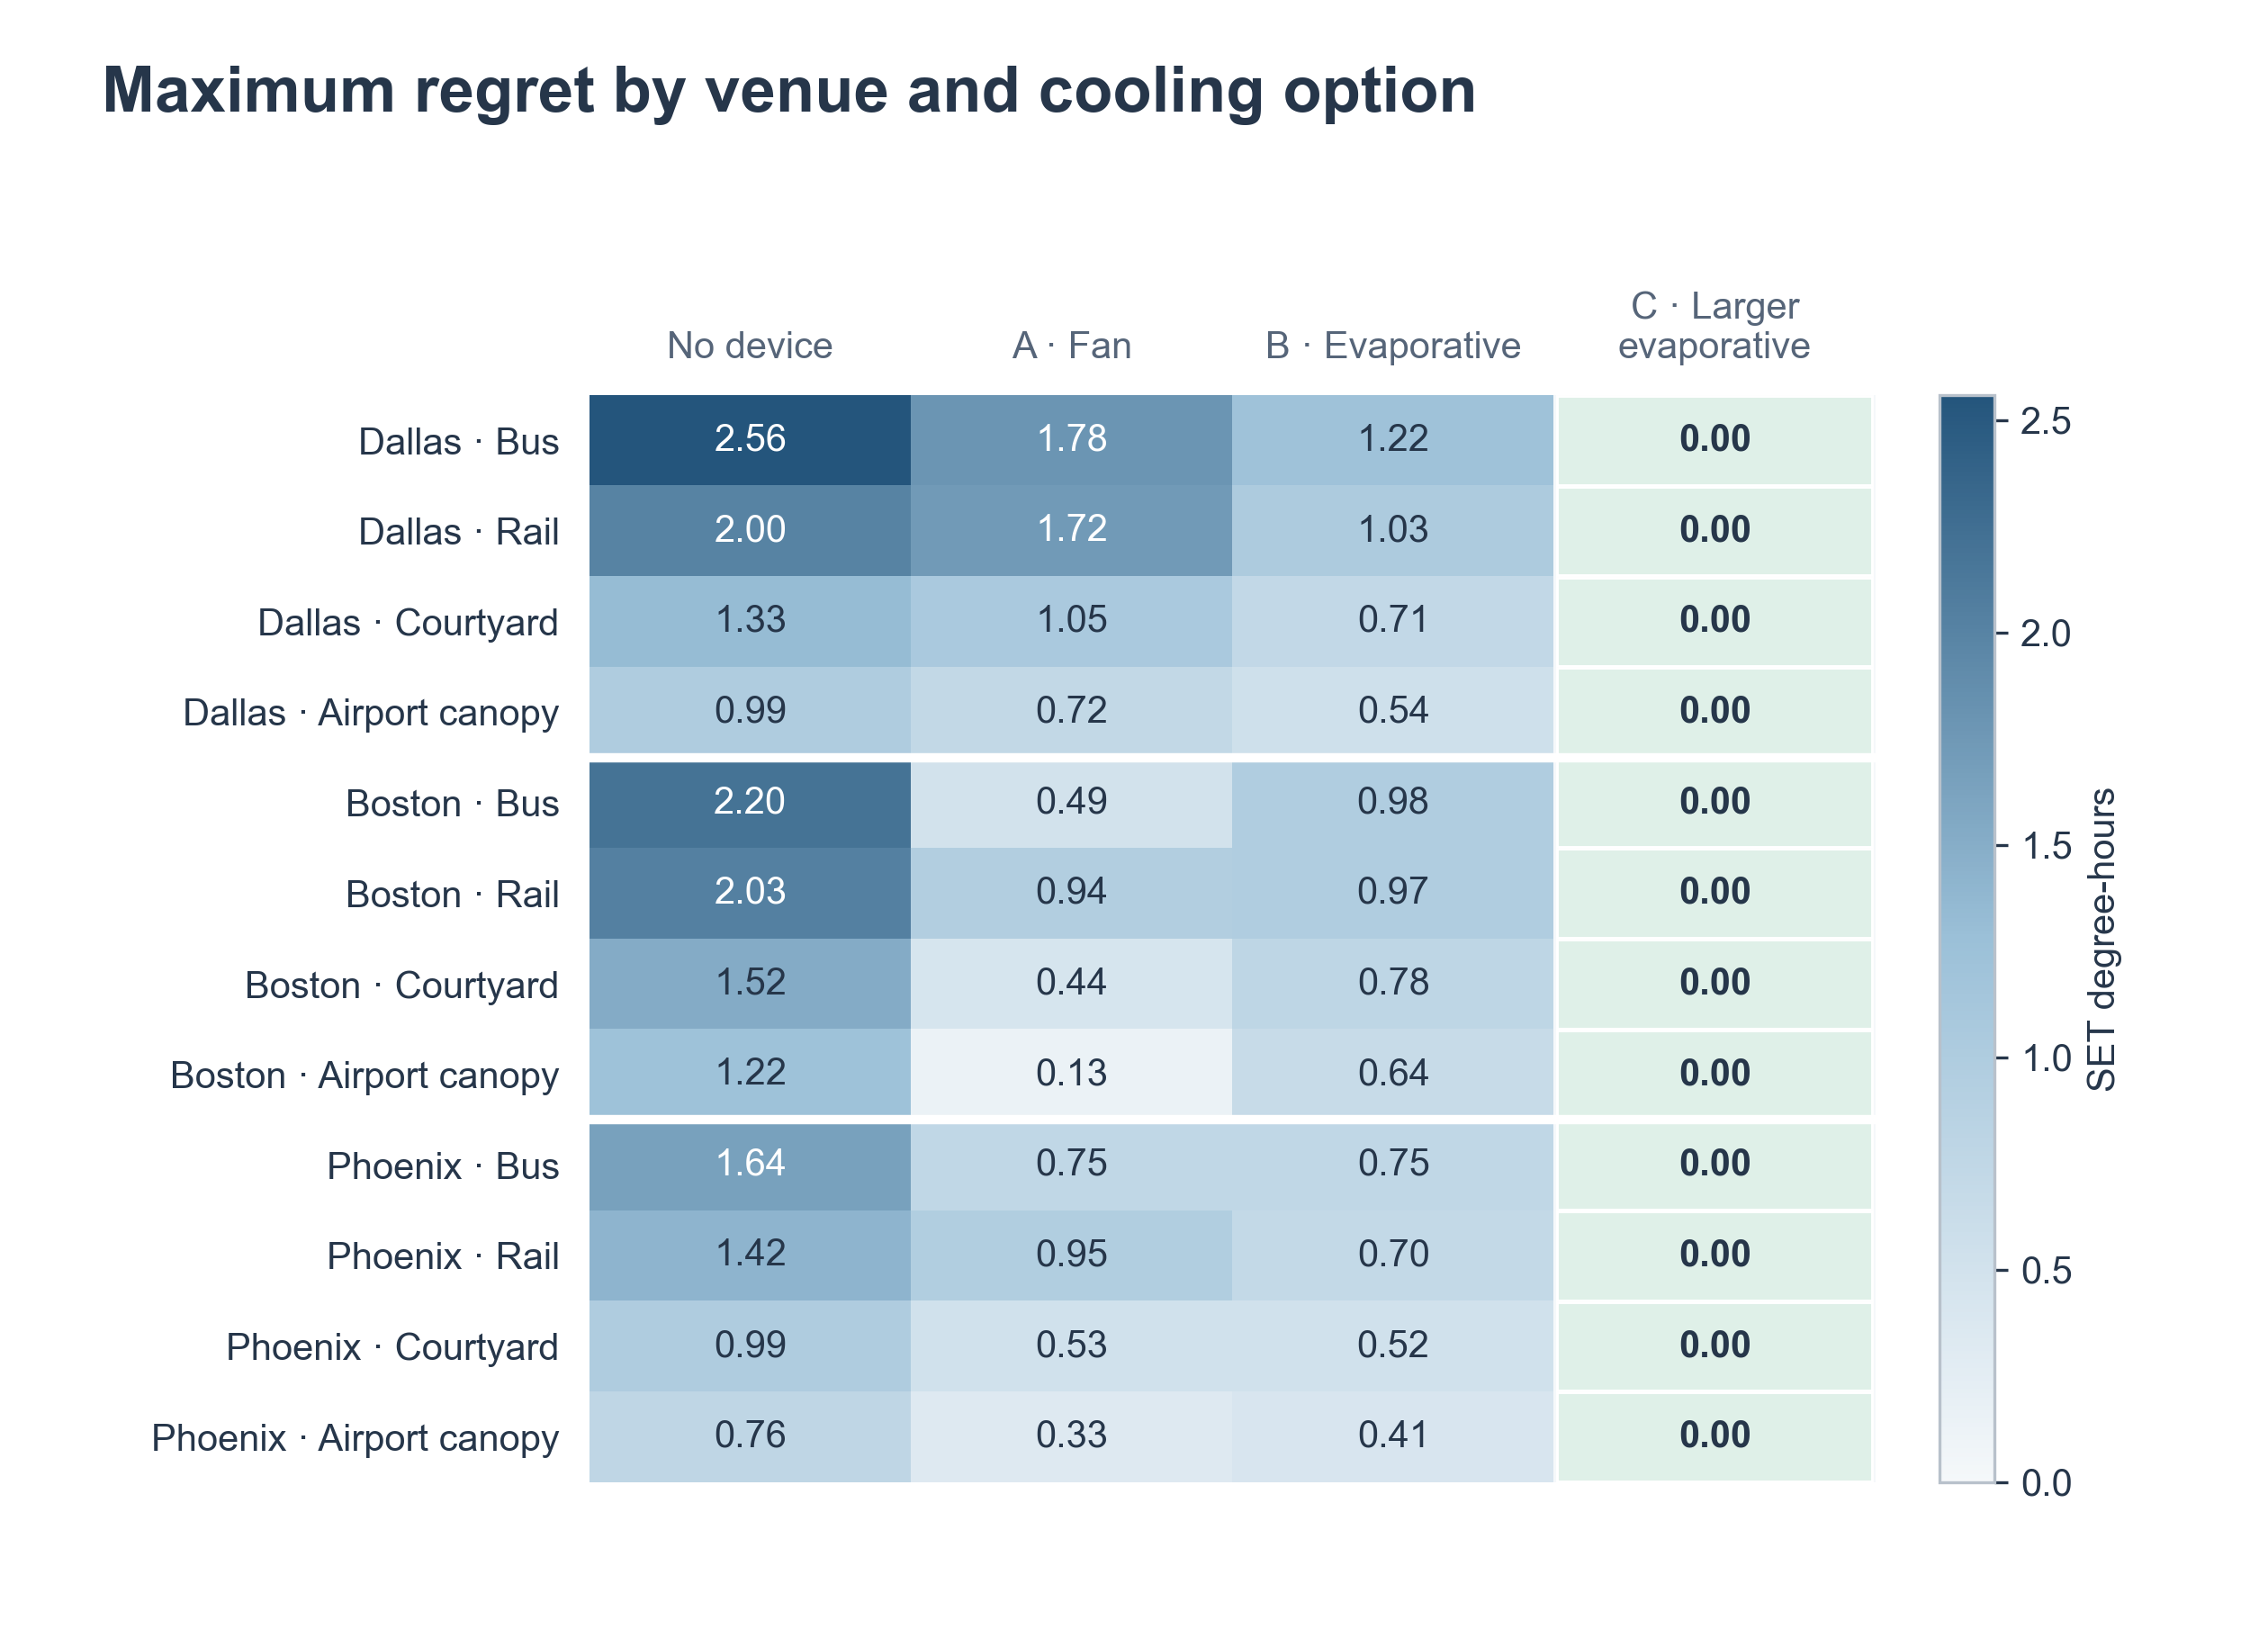 Maximum regret by venue and cooling option
No device
A · Fan
B · Evaporative
C · Larger
evaporative
Dallas · Bus 2.56 1.78 1.22 0.00
Dallas · Rail 2.00 1.72 1.03 0.00
Dallas · Courtyard 1.33 1.05 0.71 0.00
Dallas · Airport canopy 0.99 0.72 0.54 0.00
Boston · Bus 2.20 0.49 0.98 0.00
Boston · Rail 2.03 0.94 0.97 0.00
Boston · Courtyard 1.52 0.44 0.78 0.00
Boston · Airport canopy 1.22 0.13 0.64 0.00
Phoenix · Bus 1.64 0.75 0.75 0.00
Phoenix · Rail 1.42 0.95 0.70 0.00
Phoenix · Courtyard 0.99 0.53 0.52 0.00
Phoenix · Airport canopy 0.76 0.33 0.41 0.00
2.5
2.0
1.5
1.0
0.5
0.0
SET degree-hours